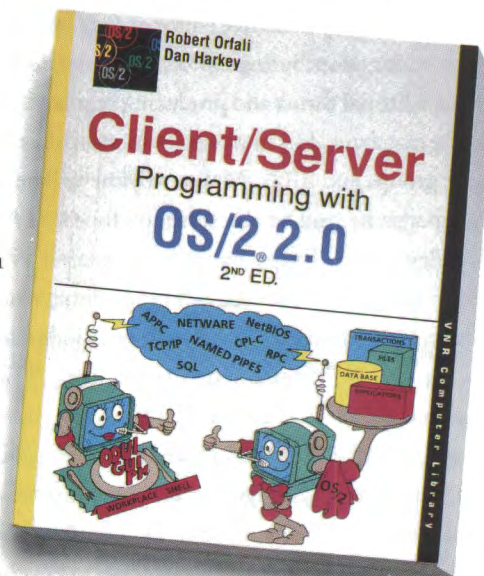 OS/2
OS/2
OS/2
OS/2
Robert Orfali
Dan Harkey
Client/Server
Programming with
OS/2® 2.0
2ND ED.
APPC NETWARE NetBIOS
TCP/IP NAMED PIPES CPI-C RPC
SQL
TRANSACTIONS
FILES
DATA BASE
APPLICATIONS
WORKPLACE SHELL
OS/2
VNR Computer Library